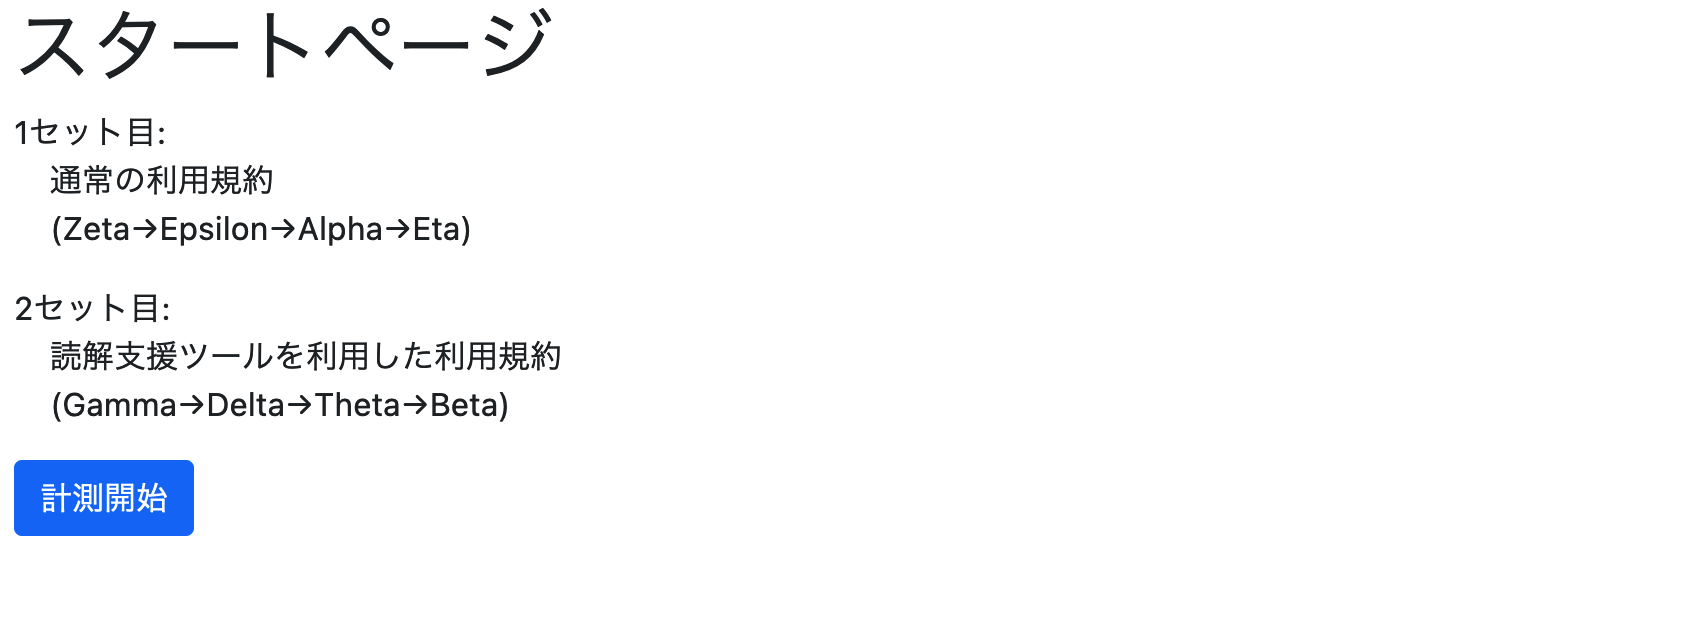 スタートページ
1セット目:
通常の利用規約
(Zeta→Epsilon→Alpha→Eta)
2セット目:
読解支援ツールを利用した利用規約
(Gamma→Delta→Theta→Beta)
計測開始